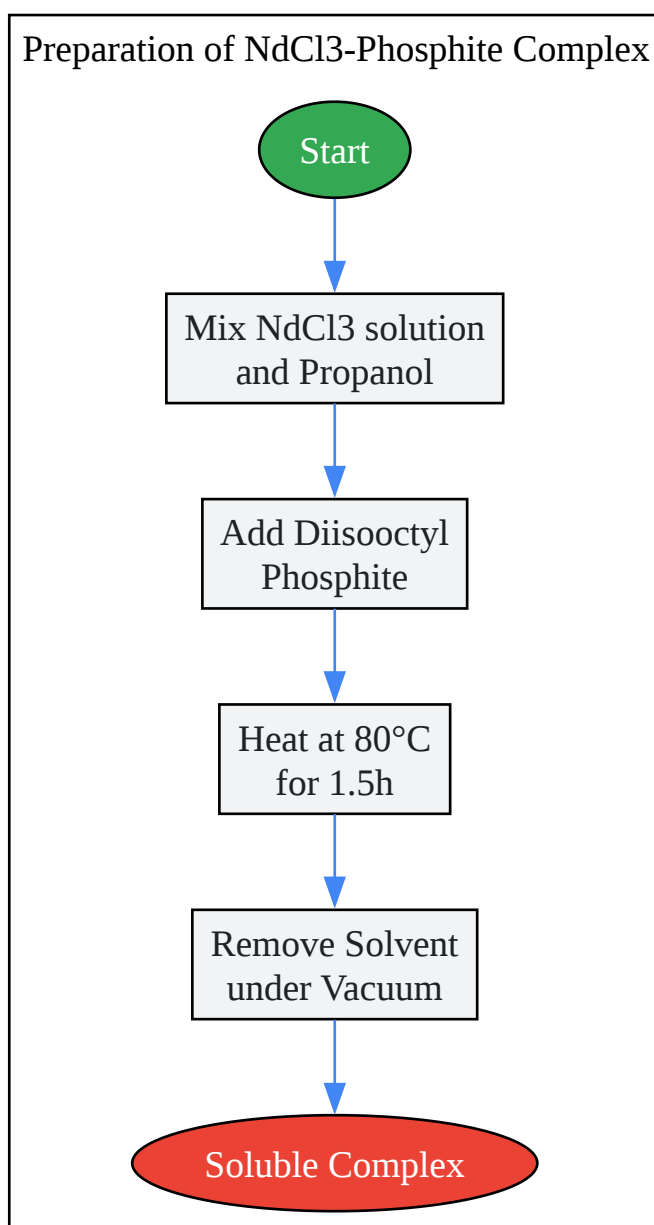 Preparation of NdCl3-Phosphite Complex
Start
Mix NdCl3 solution
and Propanol
Add Diisooctyl
Phosphite
Heat at 80°C
for 1.5h
Remove Solvent
under Vacuum
Soluble Complex